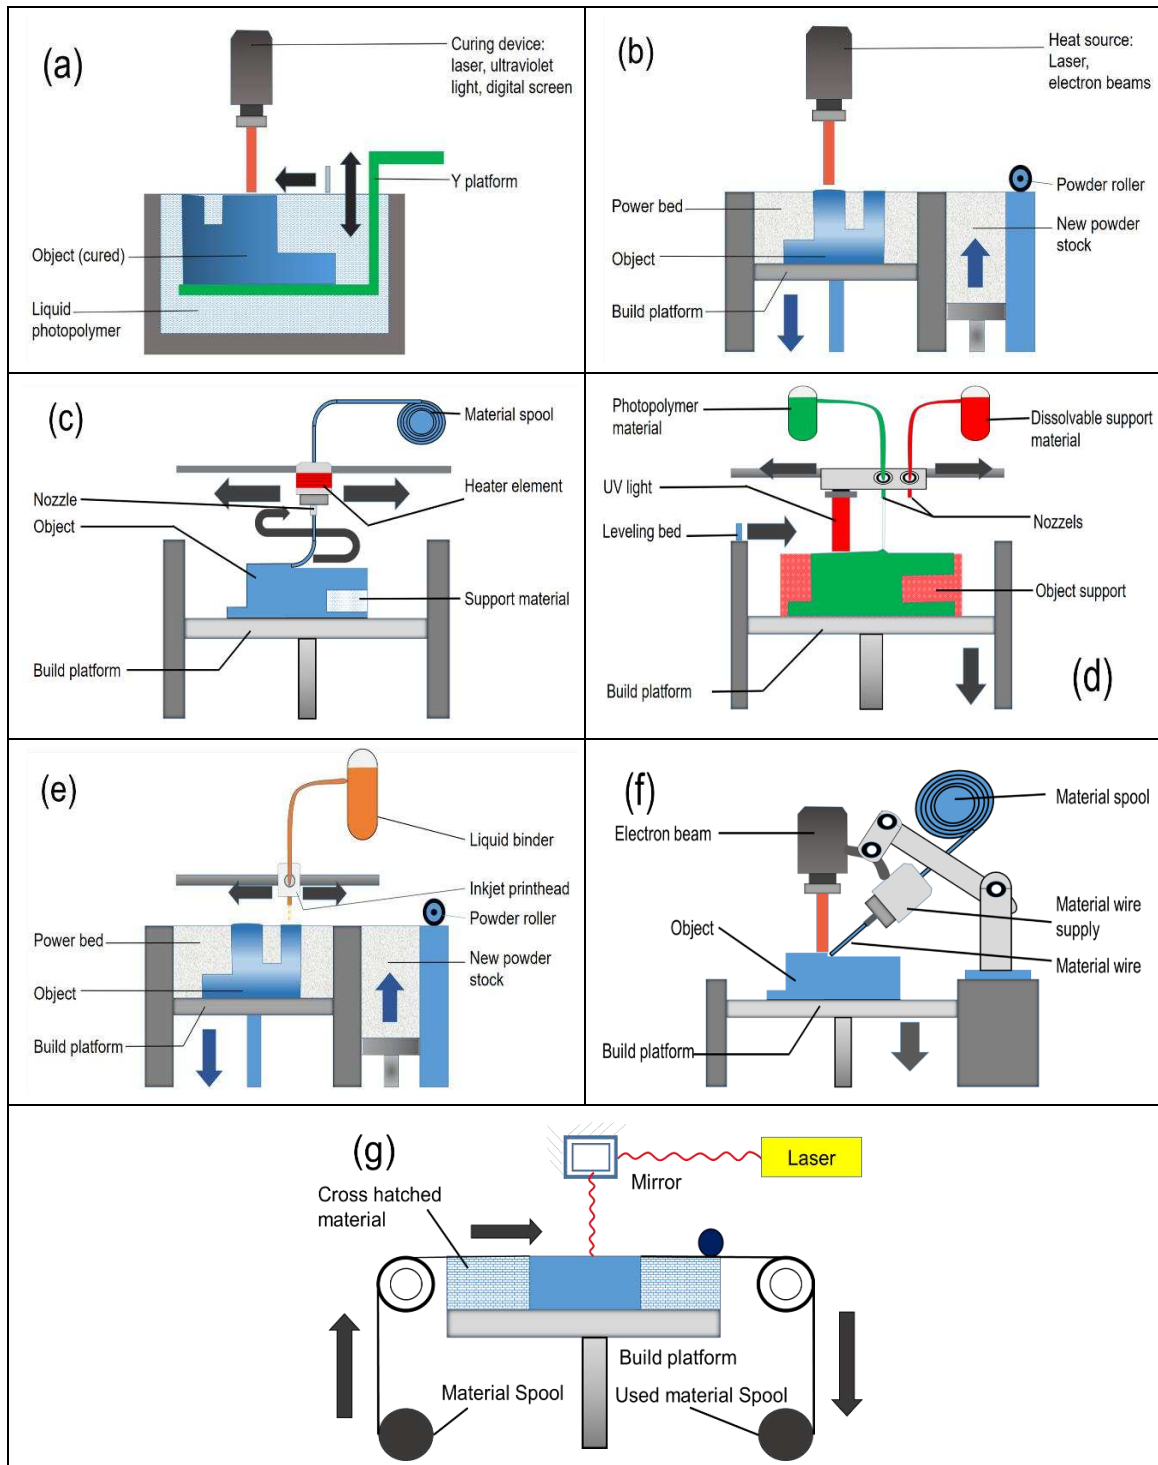 (a)
Curing device:
laser, ultraviolet
light, digital screen
Y platform
Object (cured)
Liquid
photopolymer
(b)
Heat source:
Laser,
electron beams
Powder roller
Power bed
New powder
stock
Object
Build platform
(c)
Material spool
Nozzle
Heater element
Object
Support material
Build platform
Photopolymer
material
Dissolvable support
material
UV light
Nozzels
Leveling bed
Object support
Build platform
(d)
(e)
Liquid binder
Inkjet printhead
Powder roller
Power bed
New powder
stock
Object
Build platform
(f)
Material spool
Electron beam
Material wire
supply
Object
Material wire
Build platform
(g)
Laser
Mirror
Cross hatched
material
Build platform
Material Spool
Used material Spool